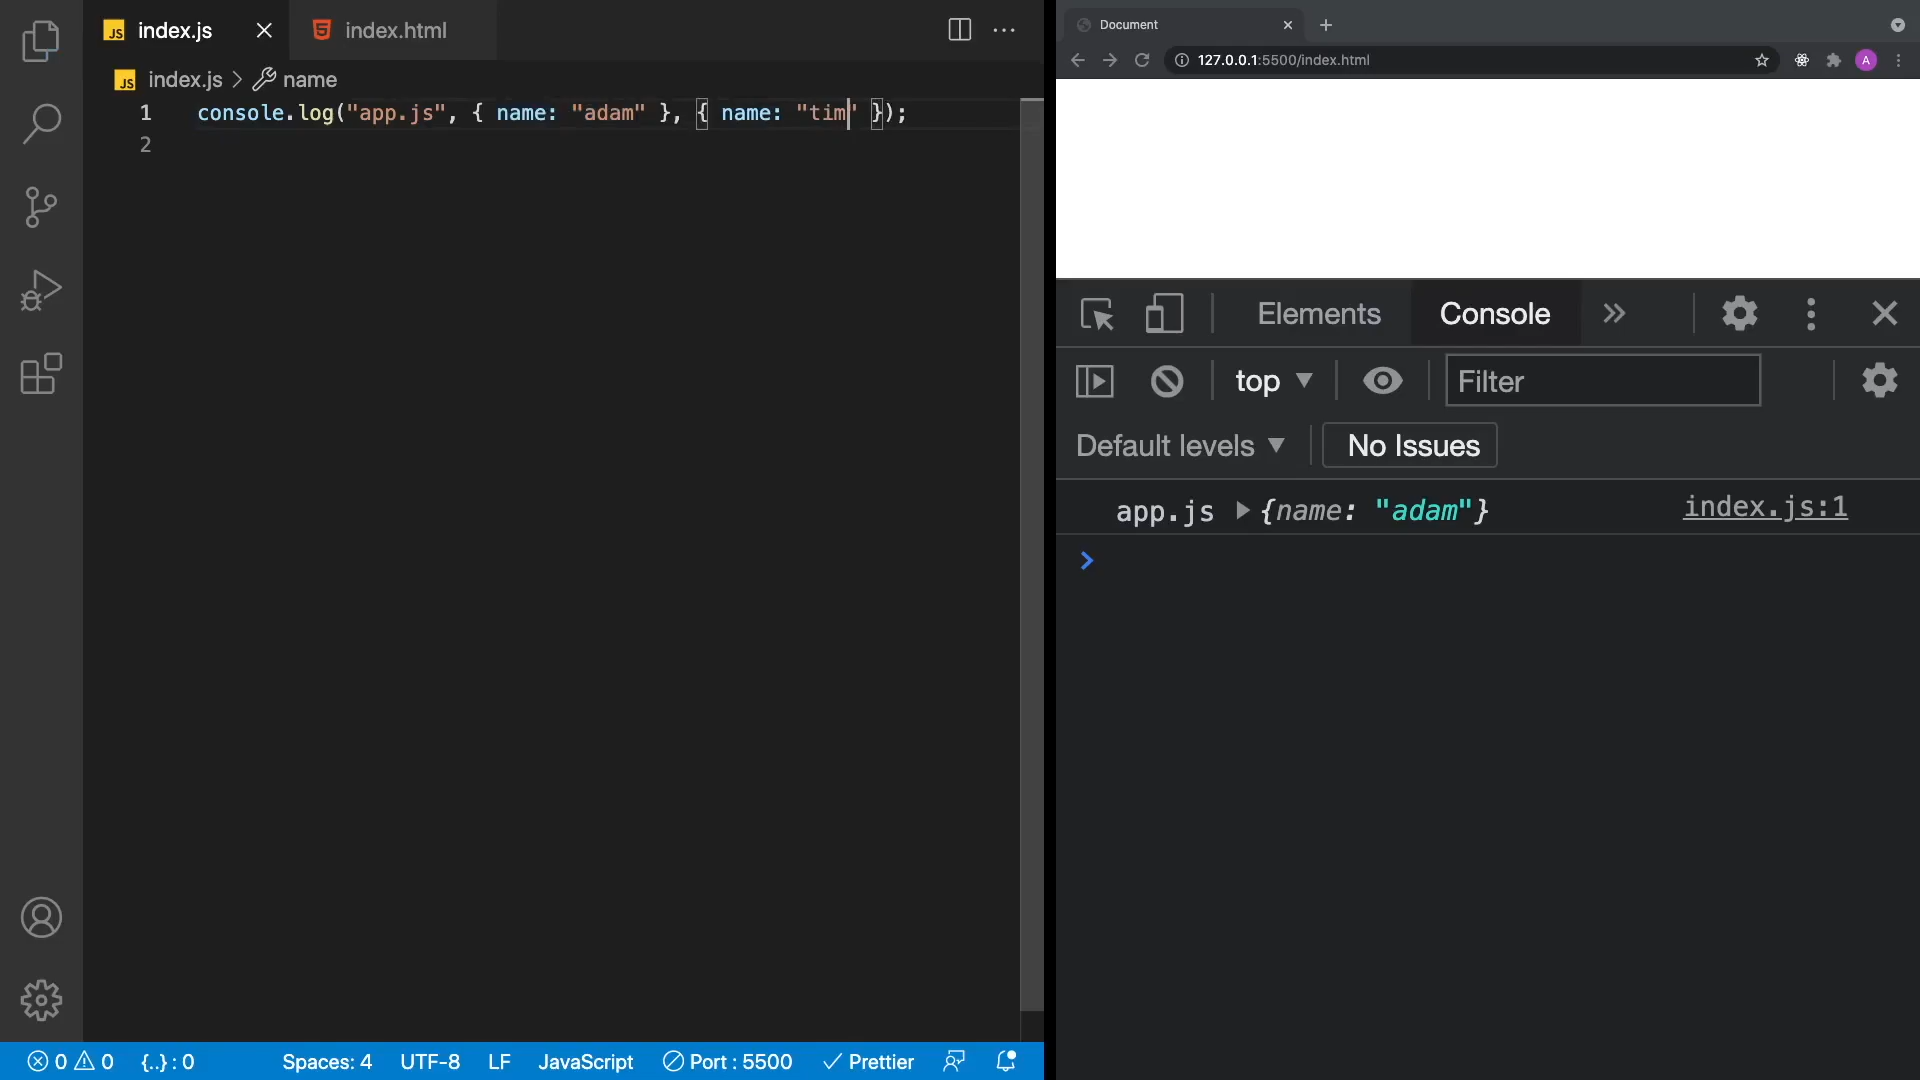 index.js
index.html
index.js > name
1 console.log("app.js", { name: "adam" }, { name: "tim" });
2
0 0 {..} : 0 Spaces: 4 UTF-8 LF JavaScript Port : 5500 Prettier
Document
127.0.0.1:5500/index.html
A
Elements Console
top Filter
Default levels No Issues
app.js {name: "adam"} index.js:1